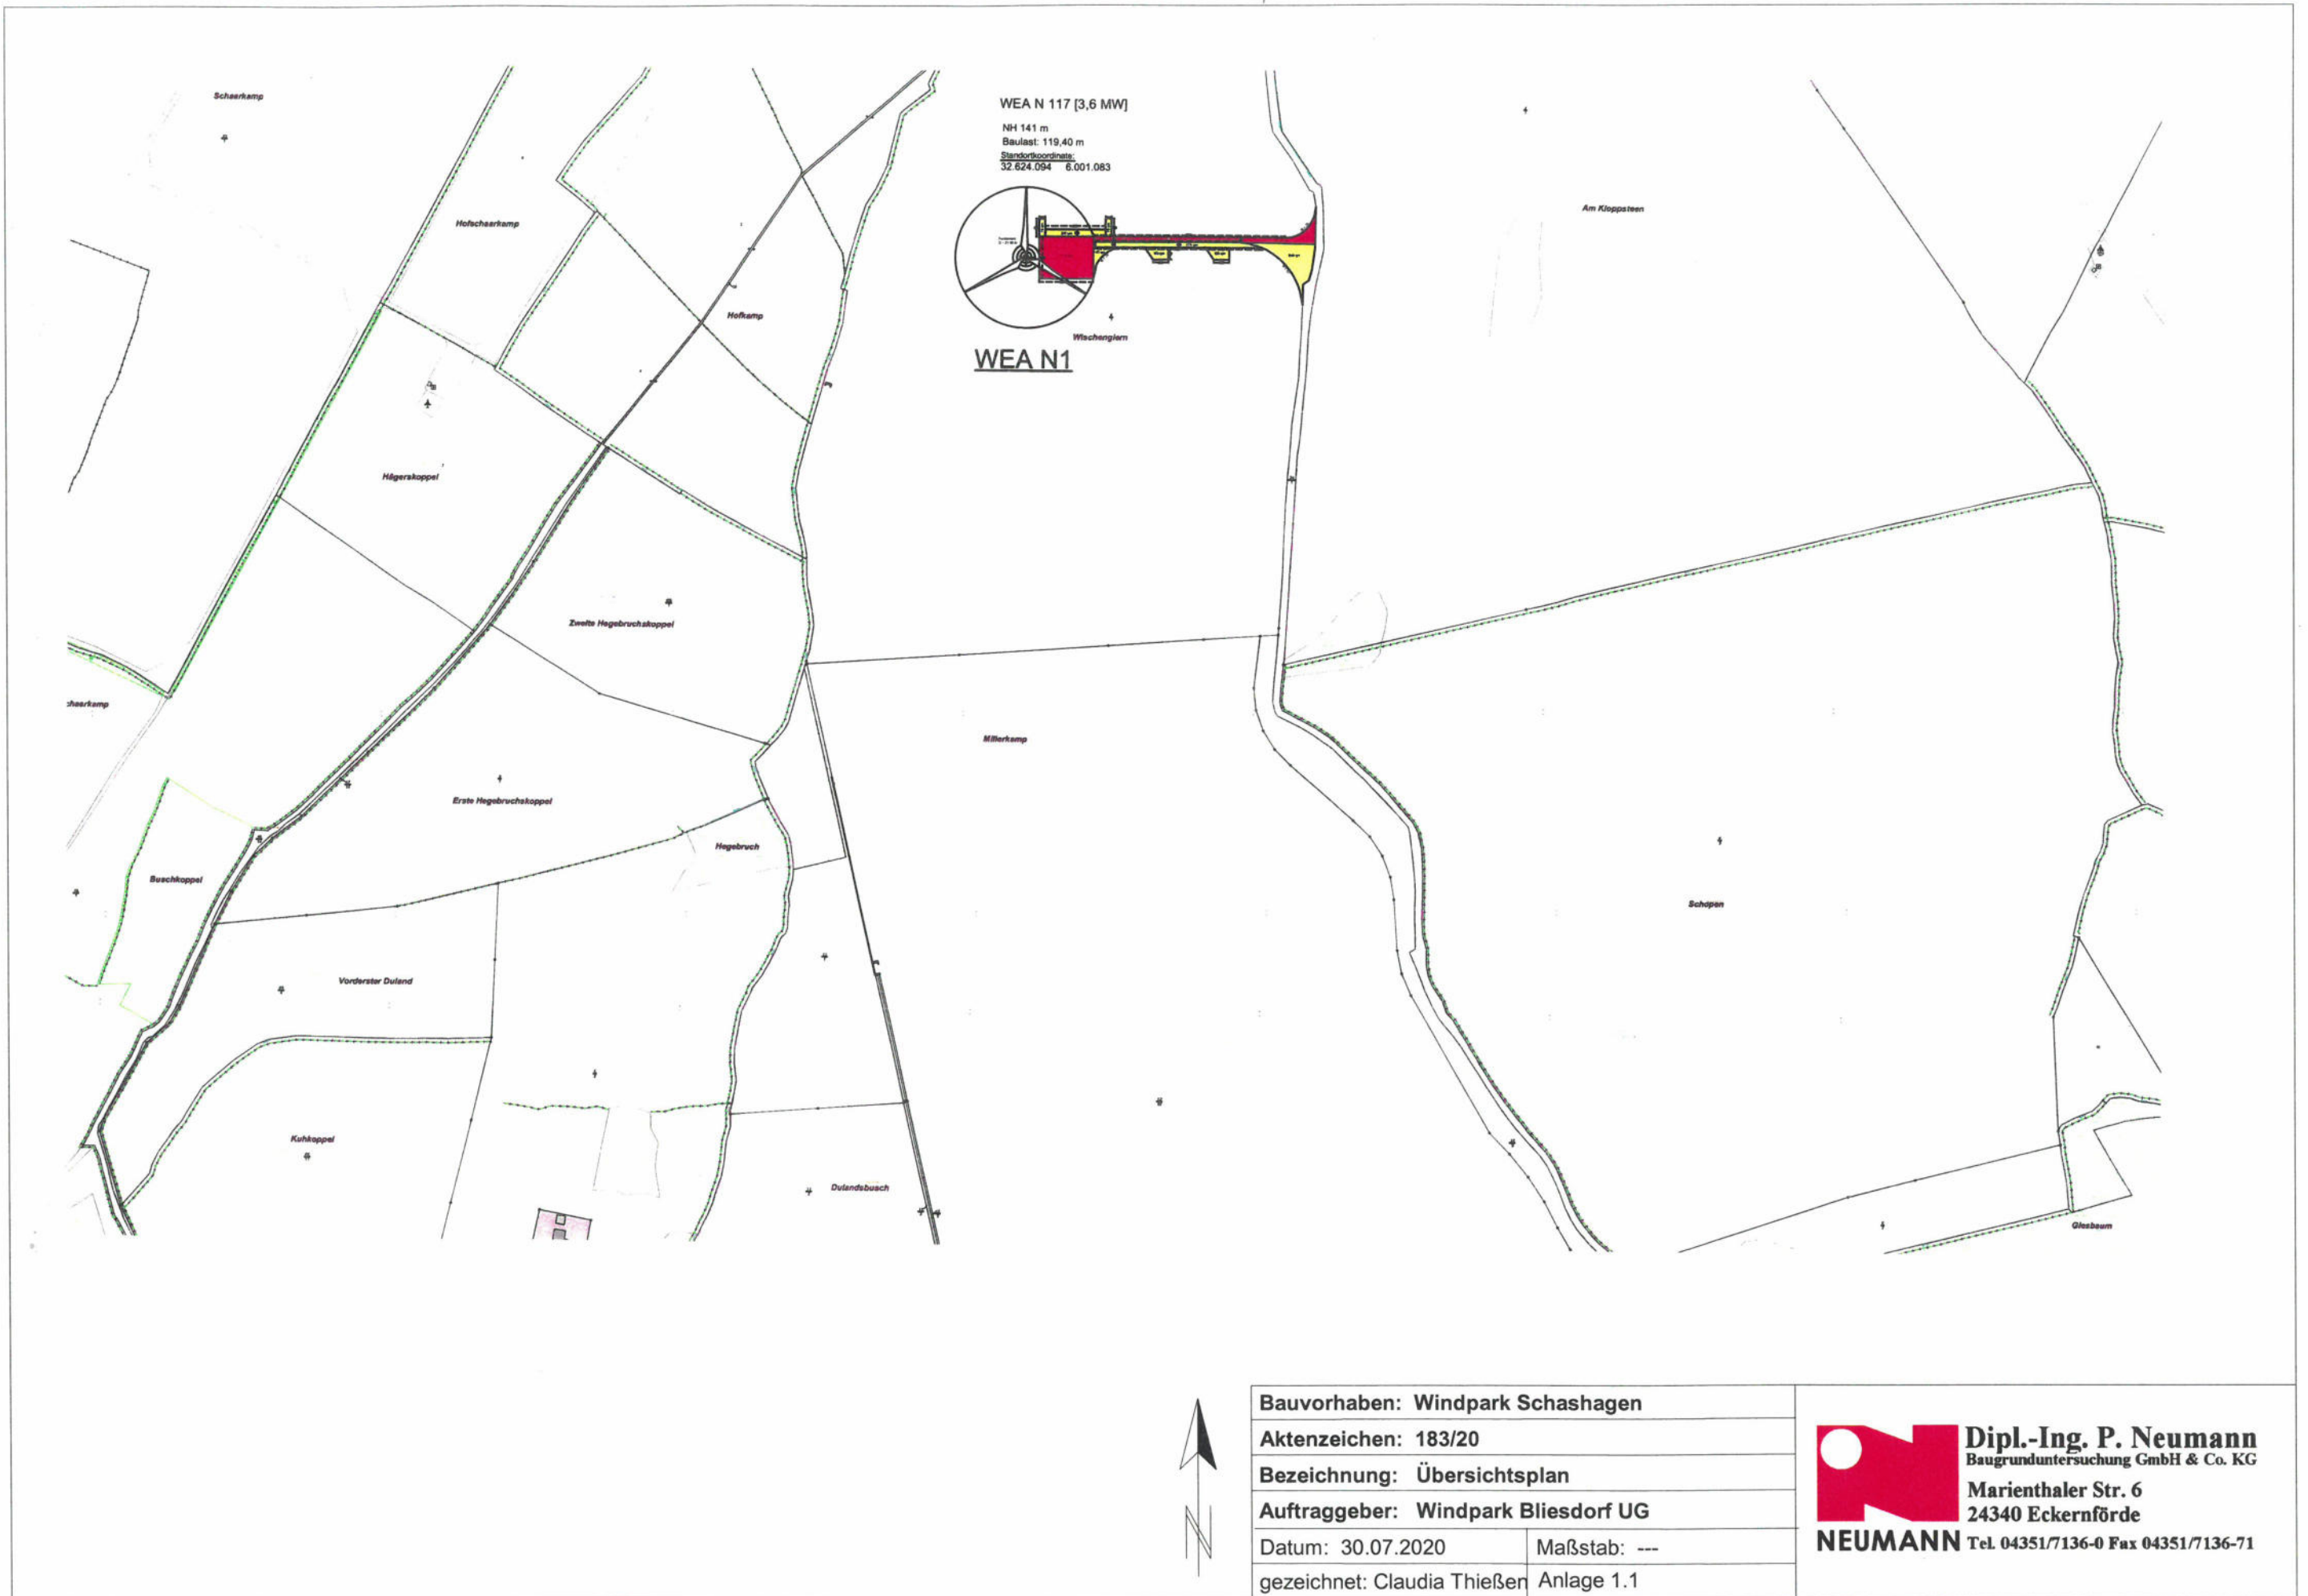 Schaarkamp
WEA N 117 [3,6 MW]
NH 141 m
Baulast: 119,40 m
Standortkoordinate:
32.624.094 6.001.083
Hofschaarkamp
Am Kloppsteen
Hofkamp
Wischenglern
WEA N1
Hägerskoppel
Zweite Hegebruchskoppel
chaarkamp
Millerkamp
Erste Hegebruchskoppel
Hegebruch
Buschkoppel
Schopen
Vorderster Duland
Kuhkoppel
Dulandsbusch
Glesbaum
N
Bauvorhaben: Windpark Schashagen
Aktenzeichen: 183/20
Bezeichnung: Übersichtsplan
Auftraggeber: Windpark Bliesdorf UG
Datum: 30.07.2020 Maßstab: ---
gezeichnet: Claudia Thießen Anlage 1.1
NEUMANN
Dipl.-Ing. P. Neumann
Baugrunduntersuchung GmbH & Co. KG
Marienthaler Str. 6
24340 Eckernförde
Tel. 04351/7136-0 Fax 04351/7136-71